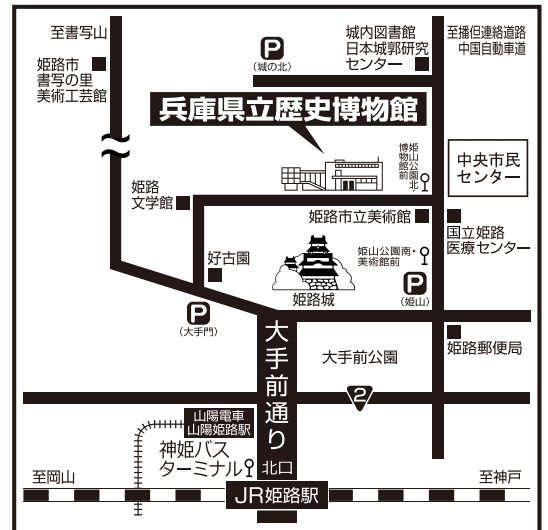 至書写山
城内図書館
日本城郭研究
センター
至播但連絡道路
中国自動車道
P
(城の北)
姫路市
書写の里
美術工芸館
兵庫県立歴史博物館
姫山公園北・
博物館前
中央市民
センター
姫路
文学館
姫路市立美術館
国立姫路
医療センター
好古園
姫山公園南・
美術館前
姫路城
P
(姫山)
P
(大手門)
大手前通り
大手前公園
姫路郵便局
2
山陽電車
山陽姫路駅
神姫バス
ターミナル
北口
至岡山
至神戸
JR姫路駅